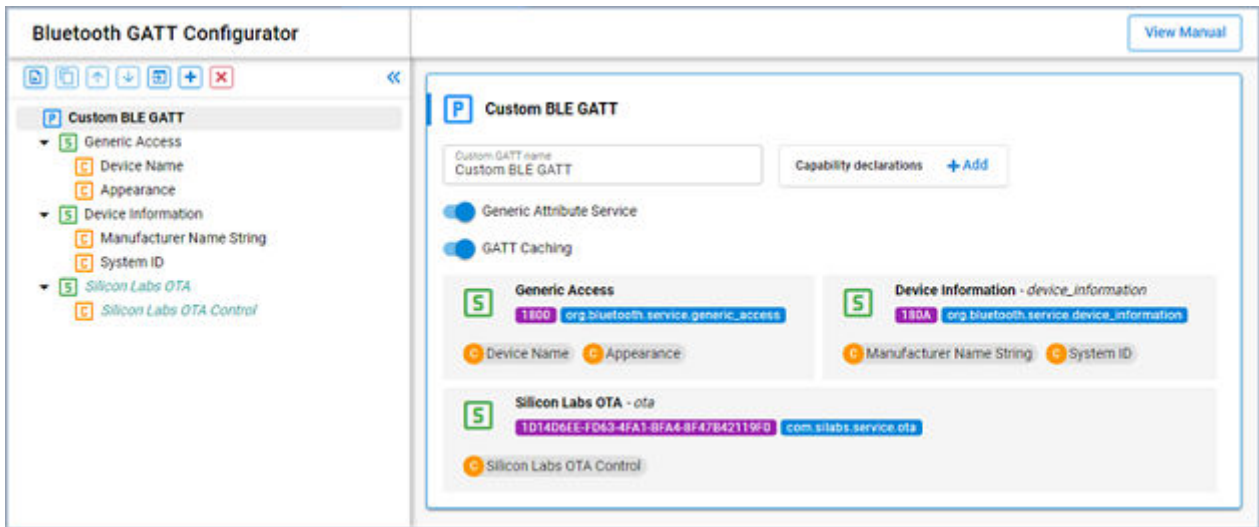 Bluetooth GATT Configurator
View Manual
P Custom BLE GATT
S Generic Access
C Device Name
C Appearance
S Device Information
C Manufacturer Name String
C System ID
S Silicon Labs OTA
C Silicon Labs OTA Control
P Custom BLE GATT
Custom GATT name
Custom BLE GATT
Capability declarations + Add
Generic Attribute Service
GATT Caching
S Generic Access
1800 org.bluetooth.service.generic_access
C Device Name C Appearance
S Device Information - device_information
180A org.bluetooth.service.device_information
C Manufacturer Name String C System ID
S Silicon Labs OTA - ota
1D14D6EE-FD63-4FA1-BFA4-8F47B42119F0 com.silabs.service.ota
C Silicon Labs OTA Control